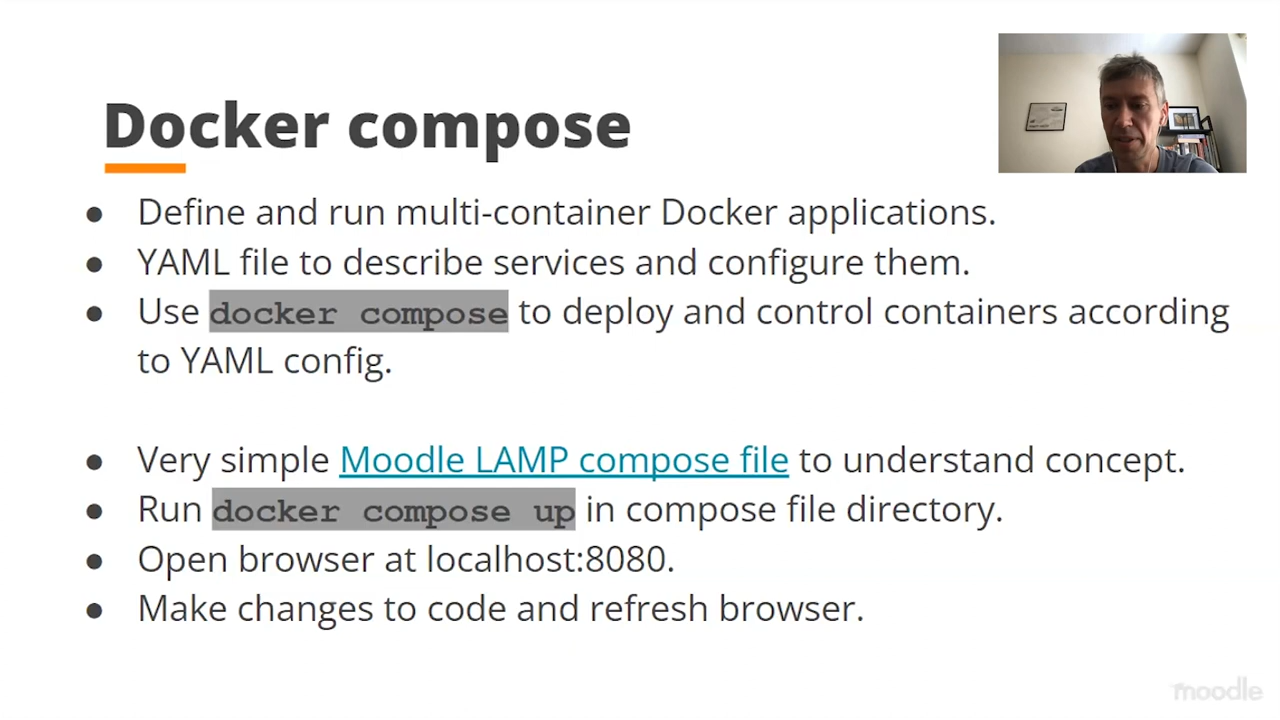 Docker compose
● Define and run multi-container Docker applications.
● YAML file to describe services and configure them.
● Use docker compose to deploy and control containers according
to YAML config.
● Very simple Moodle LAMP compose file to understand concept.
● Run docker compose up in compose file directory.
● Open browser at localhost:8080.
● Make changes to code and refresh browser.
moodle